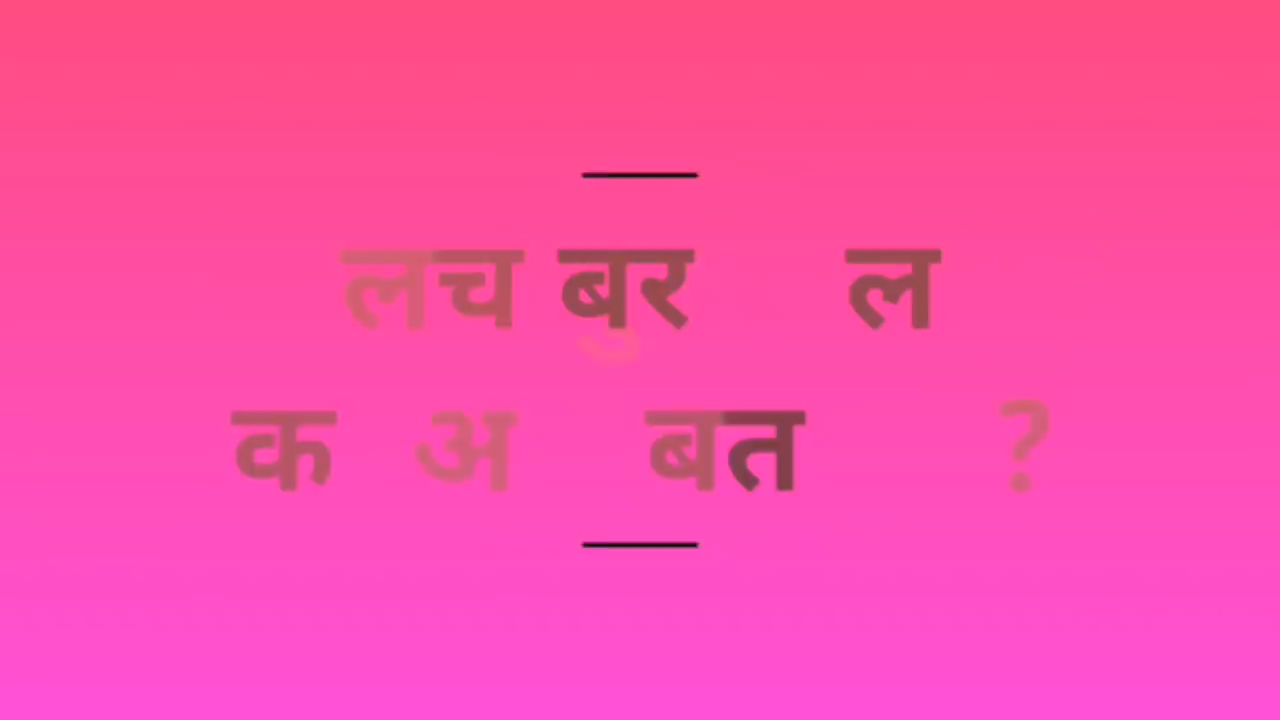 लच बुर ल
क अ बत ?